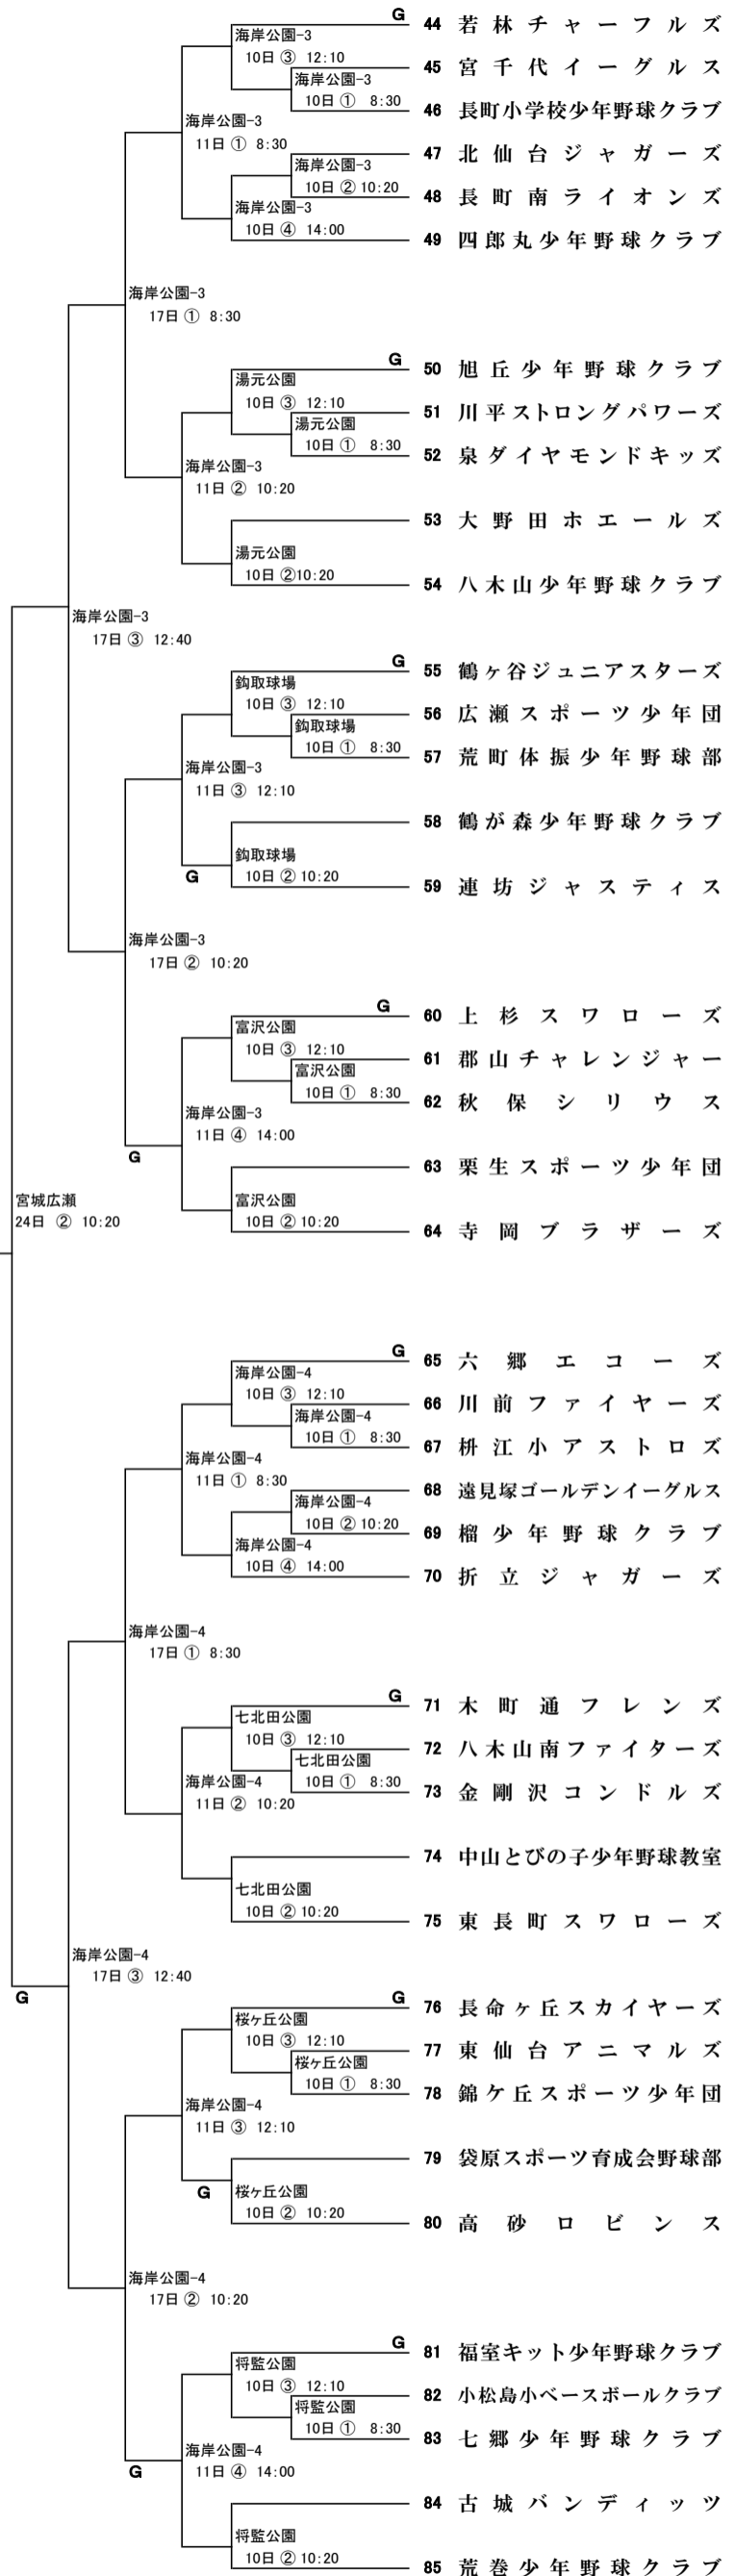 G
44 若林チャーフルズ
海岸公園-3
10日 ③ 12:10
45 宮千代イーグルス
海岸公園-3
10日 ① 8:30
46 長町小学校少年野球クラブ
海岸公園-3
11日 ① 8:30
47 北仙台ジャガーズ
海岸公園-3
10日 ② 10:20
48 長町南ライオンズ
海岸公園-3
10日 ④ 14:00
49 四郎丸少年野球クラブ
海岸公園-3
17日 ① 8:30
G
50 旭丘少年野球クラブ
湯元公園
10日 ③ 12:10
51 川平ストロングパワーズ
湯元公園
10日 ① 8:30
52 泉ダイヤモンドキッズ
海岸公園-3
11日 ② 10:20
53 大野田ホエールズ
湯元公園
10日 ②10:20
54 八木山少年野球クラブ
海岸公園-3
17日 ③ 12:40
G
55 鶴ヶ谷ジュニアスターズ
鈎取球場
10日 ③ 12:10
56 広瀬スポーツ少年団
鈎取球場
10日 ① 8:30
57 荒町体振少年野球部
海岸公園-3
11日 ③ 12:10
58 鶴が森少年野球クラブ
鈎取球場
10日 ② 10:20
G
59 連坊ジャスティス
海岸公園-3
17日 ② 10:20
G
60 上杉スワローズ
富沢公園
10日 ③ 12:10
61 郡山チャレンジャー
富沢公園
10日 ① 8:30
62 秋保シリウス
海岸公園-3
11日 ④ 14:00
G
63 栗生スポーツ少年団
富沢公園
10日 ② 10:20
64 寺岡ブラザーズ
宮城広瀬
24日 ② 10:20
G
65 六郷エコーズ
海岸公園-4
10日 ③ 12:10
66 川前ファイヤーズ
海岸公園-4
10日 ① 8:30
67 枡江小アストロズ
海岸公園-4
11日 ① 8:30
68 遠見塚ゴールデンイーグルス
海岸公園-4
10日 ② 10:20
69 榴少年野球クラブ
海岸公園-4
10日 ④ 14:00
70 折立ジャガーズ
海岸公園-4
17日 ① 8:30
G
71 木町通フレンズ
七北田公園
10日 ③ 12:10
72 八木山南ファイターズ
七北田公園
10日 ① 8:30
73 金剛沢コンドルズ
海岸公園-4
11日 ② 10:20
74 中山とびの子少年野球教室
七北田公園
10日 ② 10:20
75 東長町スワローズ
海岸公園-4
17日 ③ 12:40
G
G
76 長命ヶ丘スカイヤーズ
桜ヶ丘公園
10日 ③ 12:10
77 東仙台アニマルズ
桜ヶ丘公園
10日 ① 8:30
78 錦ケ丘スポーツ少年団
海岸公園-4
11日 ③ 12:10
79 袋原スポーツ育成会野球部
G
桜ヶ丘公園
10日 ② 10:20
80 高砂ロビンス
海岸公園-4
17日 ② 10:20
G
81 福室キット少年野球クラブ
将監公園
10日 ③ 12:10
82 小松島小ベースボールクラブ
将監公園
10日 ① 8:30
83 七郷少年野球クラブ
海岸公園-4
11日 ④ 14:00
G
84 古城バンディッツ
将監公園
10日 ② 10:20
85 荒巻少年野球クラブ